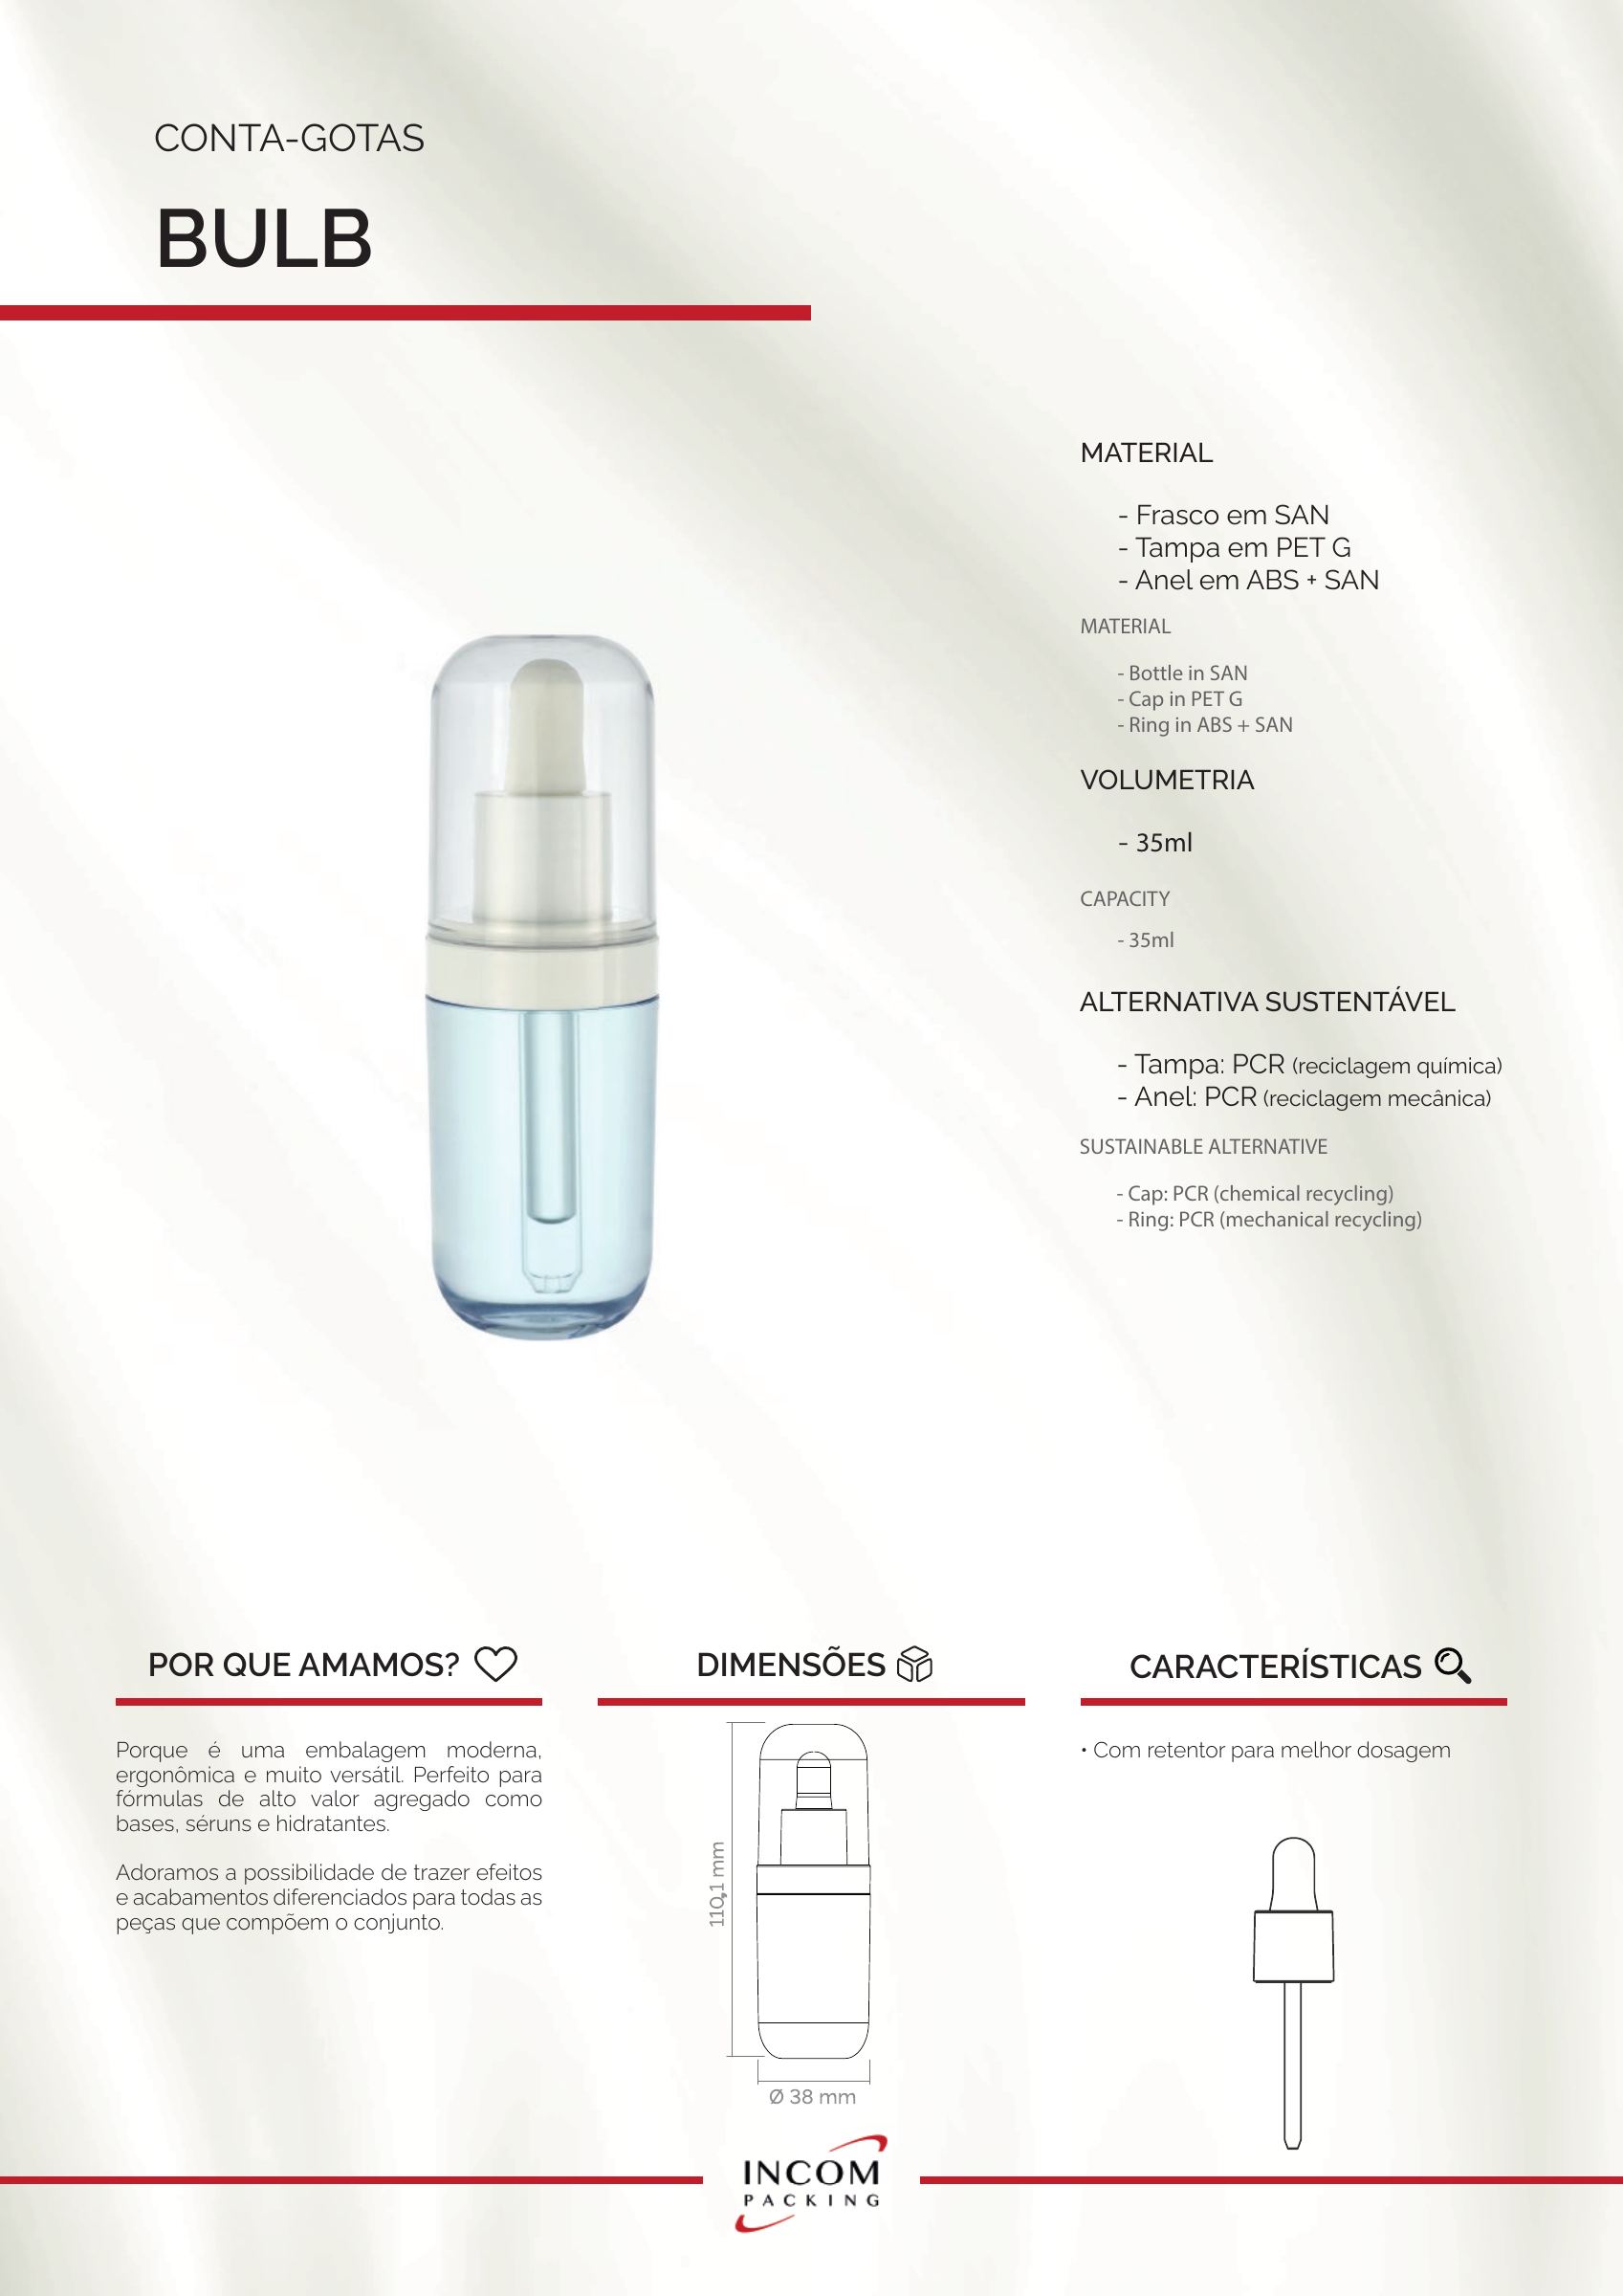 CONTA-GOTAS
BULB
MATERIAL
- Frasco em SAN
- Tampa em PET G
- Anel em ABS + SAN
MATERIAL
- Bottle in SAN
- Cap in PET G
- Ring in ABS + SAN
VOLUMETRIA
- 35ml
CAPACITY
- 35ml
ALTERNATIVA SUSTENTÁVEL
- Tampa: PCR (reciclagem química)
- Anel: PCR (reciclagem mecânica)
SUSTAINABLE ALTERNATIVE
- Cap: PCR (chemical recycling)
- Ring: PCR (mechanical recycling)
POR QUE AMAMOS?
Porque é uma embalagem moderna,
ergonômica e muito versátil. Perfeito para
fórmulas de alto valor agregado como
bases, séruns e hidratantes.
Adoramos a possibilidade de trazer efeitos
e acabamentos diferenciados para todas as
peças que compõem o conjunto.
DIMENSÕES
110,1 mm
Ø 38 mm
CARACTERÍSTICAS
• Com retentor para melhor dosagem
INCOM
PACKING